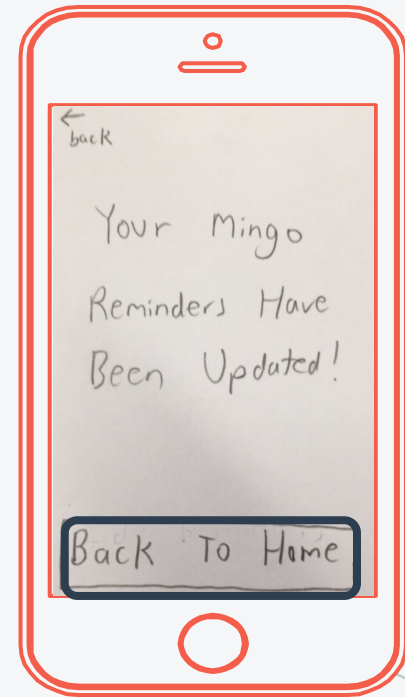 ← back
Your Mingo
Reminders Have
Been Updated!
Back To Home